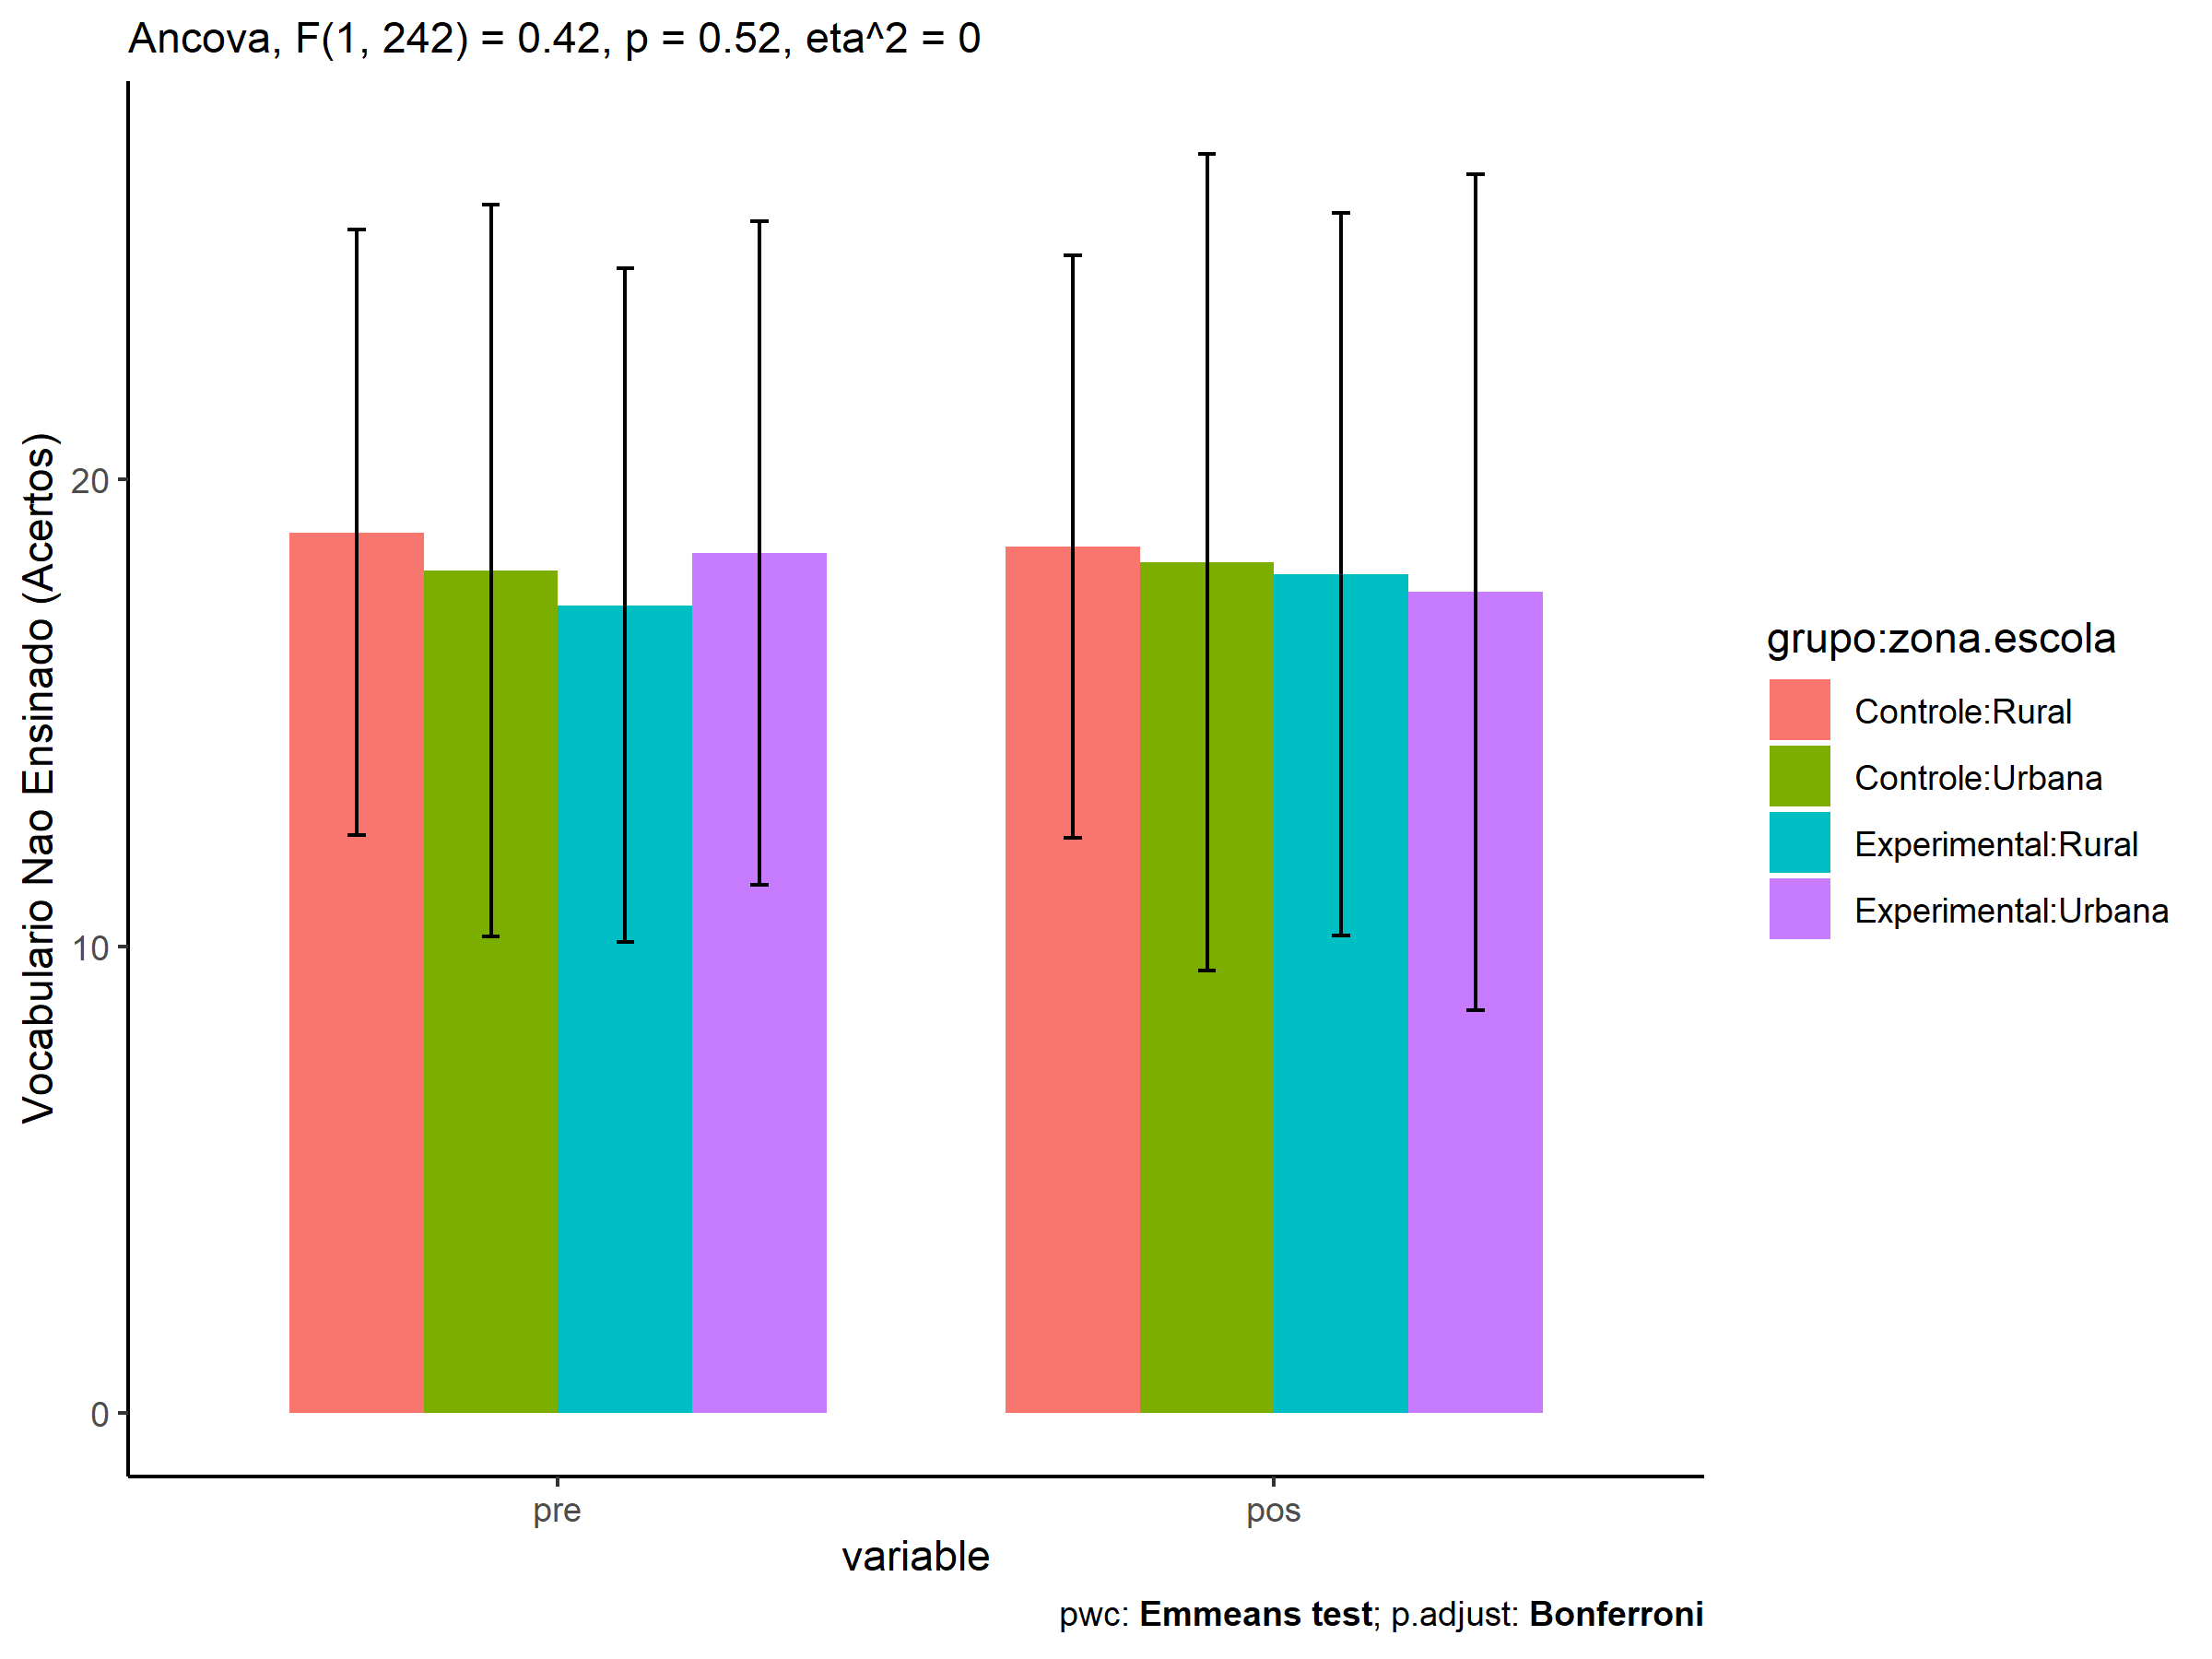 Ancova, F(1, 242) = 0.42, p = 0.52, eta^2 = 0
Vocabulario Nao Ensinado (Acertos)
20
10
0
pre
pos
variable
grupo:zona.escola
Controle:Rural
Controle:Urbana
Experimental:Rural
Experimental:Urbana
pwc: Emmeans test; p.adjust: Bonferroni